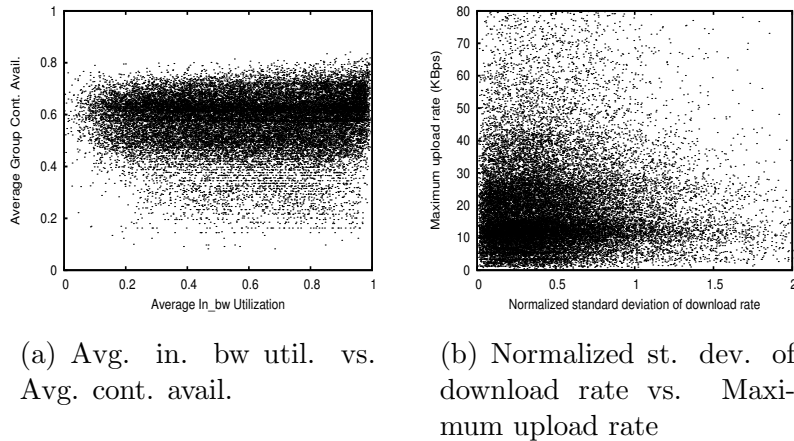 1
0.8
0.6
0.4
0.2
0
0 0.2 0.4 0.6 0.8 1
Average Group Cont. Avail.
Average In_bw Utilization
80
70
60
50
40
30
20
10
0
0 0.5 1 1.5 2
Maximum upload rate (KBps)
Normalized standard deviation of download rate
(a) Avg. in. bw util. vs.
Avg. cont. avail.
(b) Normalized st. dev. of
download rate vs. Maxi-
mum upload rate